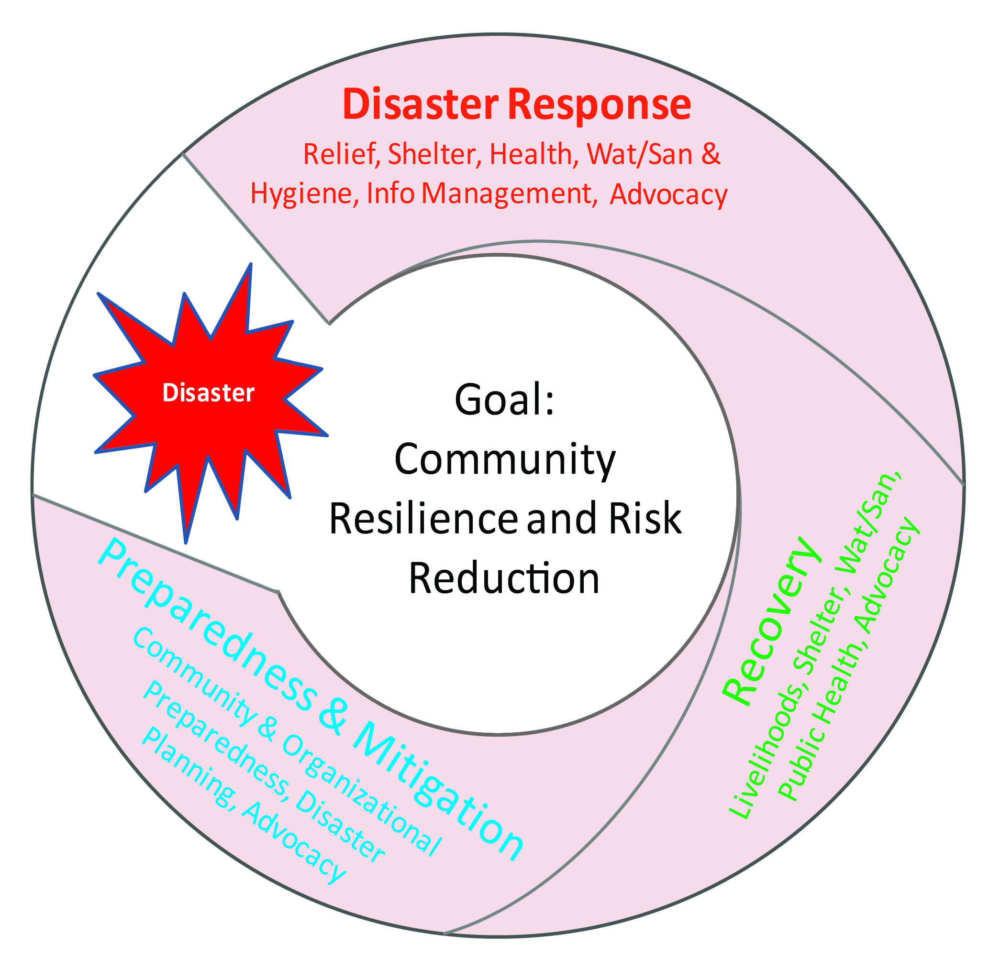 Disaster Response
Relief, Shelter, Health, Wat/San &
Hygiene, Info Management, Advocacy
Disaster
Goal:
Community
Resilience and Risk
Reduction
Recovery
Livelihoods, Shelter, Wat/San,
Public Health, Advocacy
Preparedness & Mitigation
Community & Organizational
Preparedness, Disaster
Planning, Advocacy